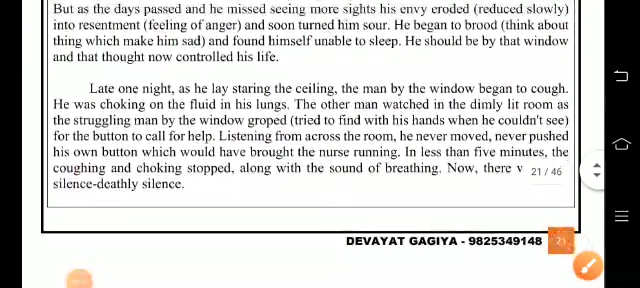 But as the days passed and he missed seeing more sights his envy eroded (reduced slowly)
into resentment (feeling of anger) and soon turned him sour. He began to brood (think about
thing which make him sad) and found himself unable to sleep. He should be by that window
and that thought now controlled his life.
Late one night, as he lay staring the ceiling, the man by the window began to cough.
He was choking on the fluid in his lungs. The other man watched in the dimly lit room as
the struggling man by the window groped (tried to find with his hands when he couldn't see)
for the button to call for help. Listening from across the room, he never moved, never pushed
his own button which would have brought the nurse running. In less than five minutes, the
coughing and choking stopped, along with the sound of breathing. Now, there
21 / 46
silence-deathly silence.
DEVAYAT GAGIYA - 9825349148
21